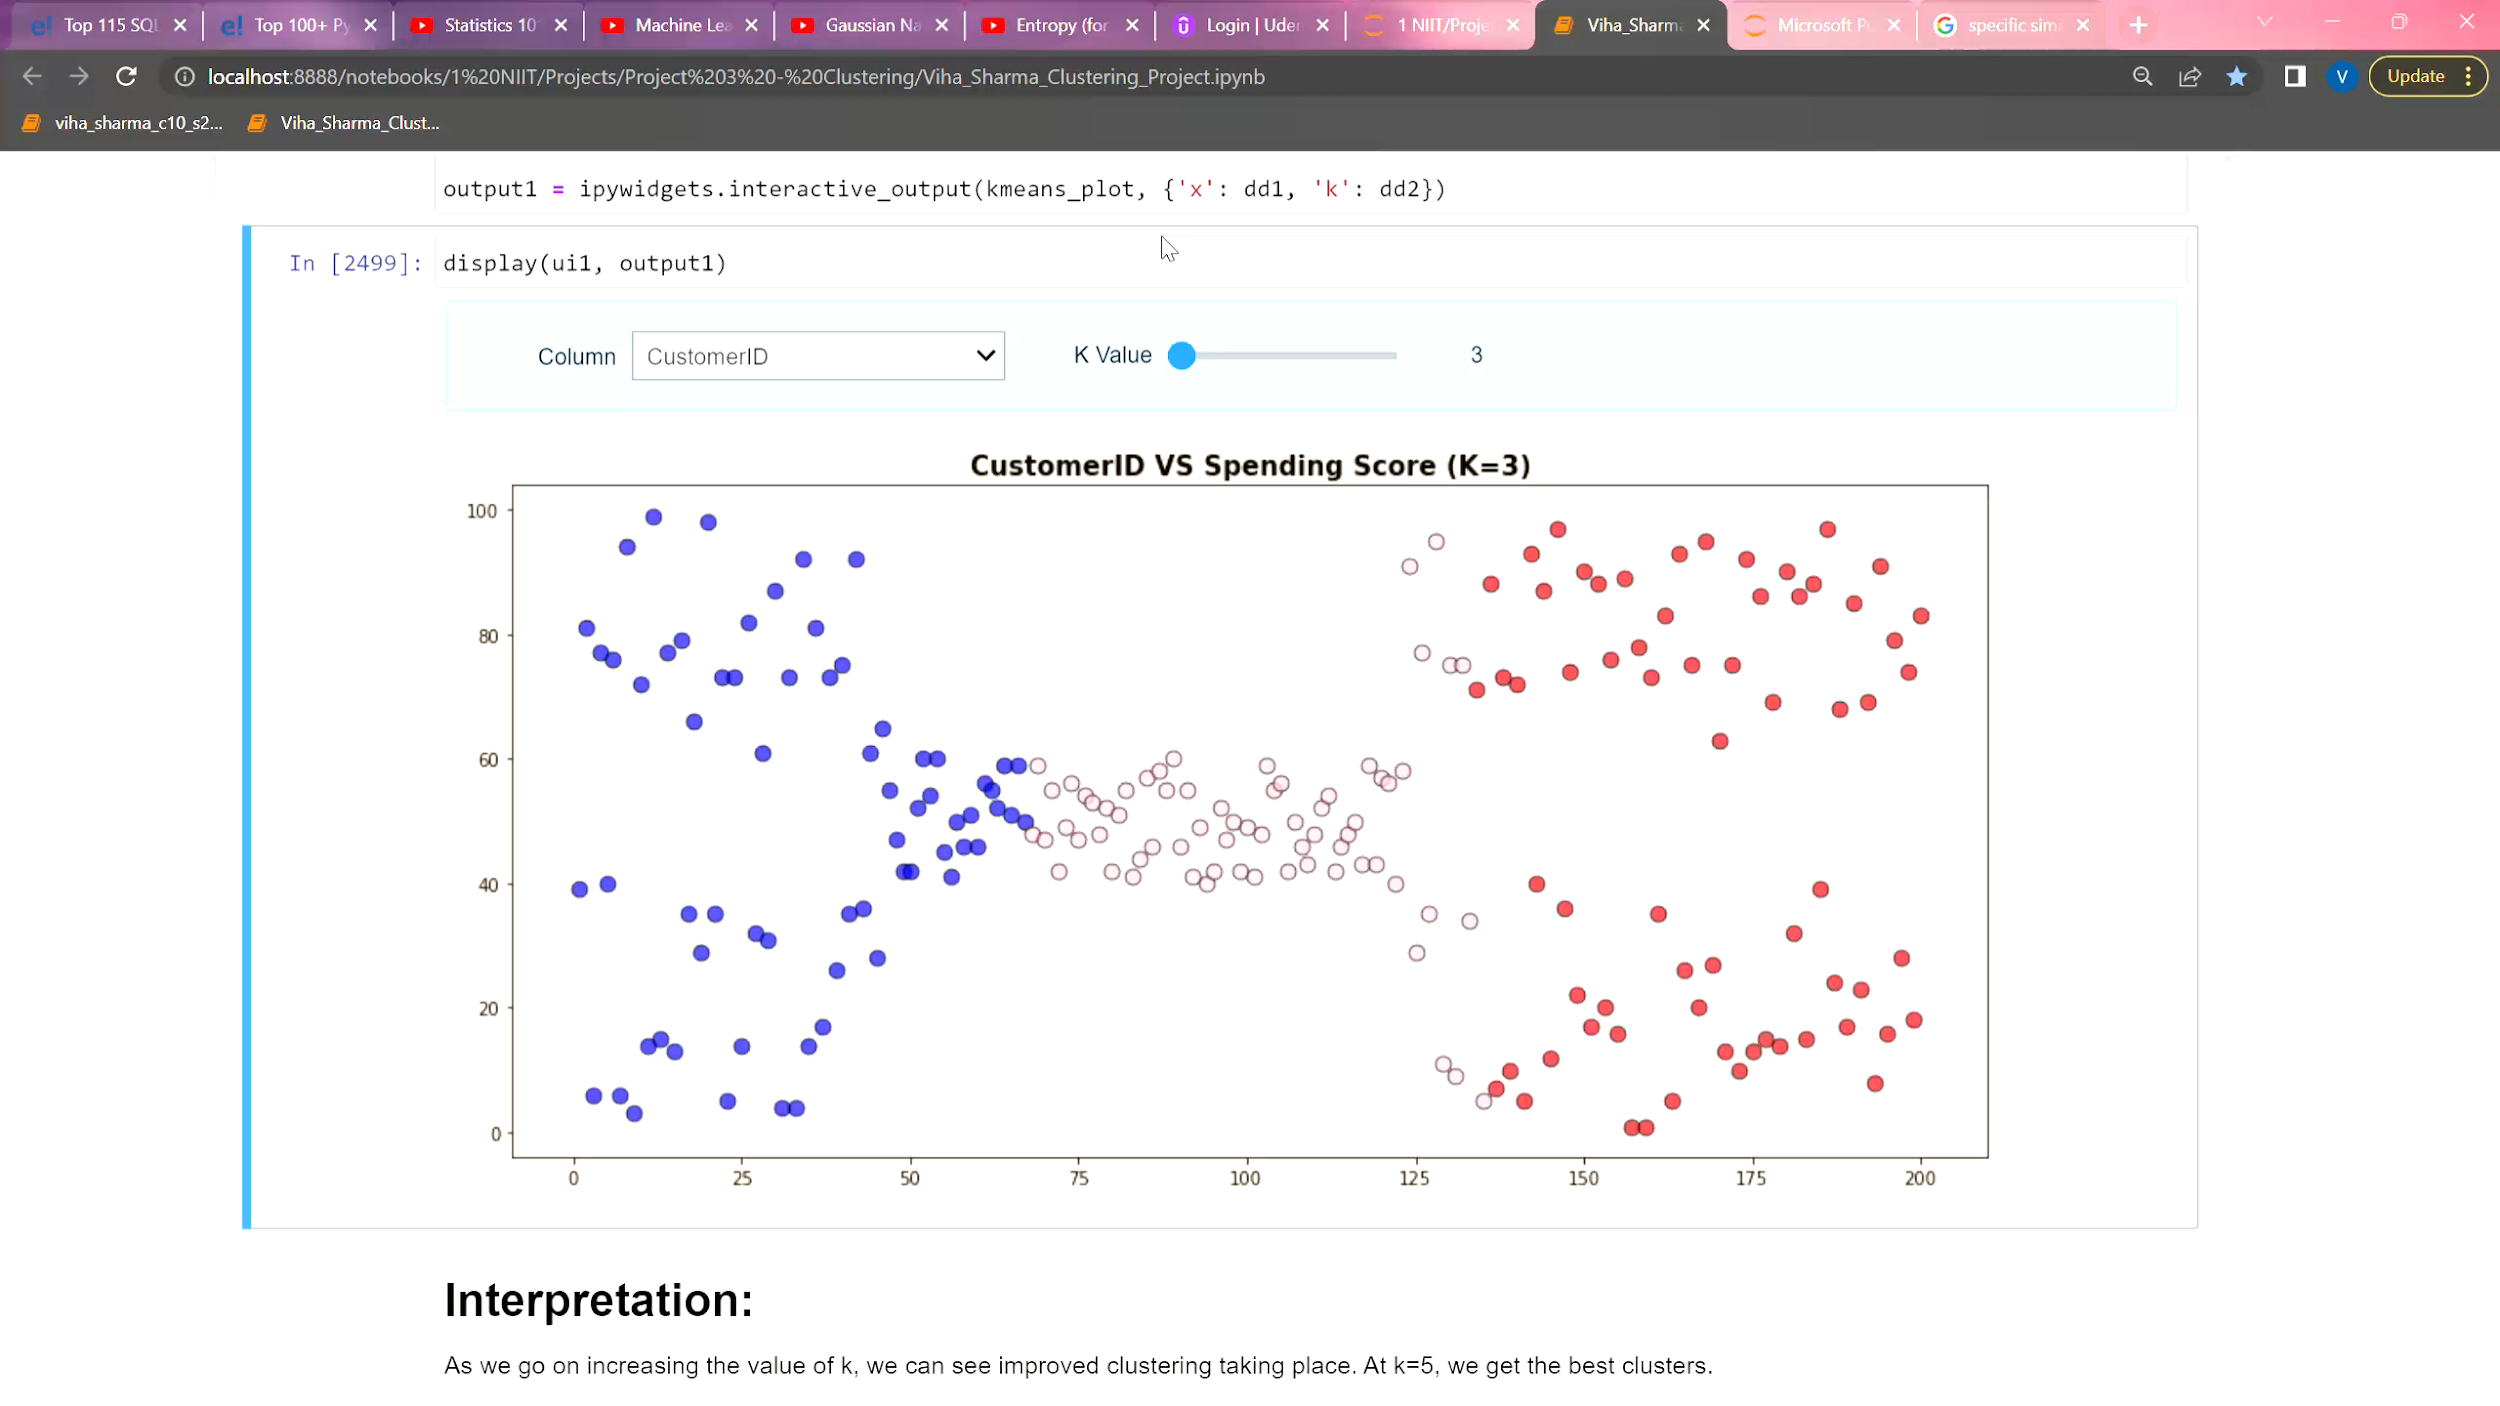 Top 115 SQL
Top 100+ Py
Statistics 10
Machine Lea
Gaussian Na
Entropy (for
Login | Uder
1 NIIT/Proje
Viha_Sharma
Microsoft Po
specific sim
localhost:8888/notebooks/1%20NIIT/Projects/Project%203%20-%20Clustering/Viha_Sharma_Clustering_Project.ipynb
V
Update
viha_sharma_c10_s2...
Viha_Sharma_Clust...
output1 = ipywidgets.interactive_output(kmeans_plot, {'x': dd1, 'k': dd2})
In [2499]: display(ui1, output1)
Column CustomerID K Value 3
CustomerID VS Spending Score (K=3)
100
80
60
40
20
0
0 25 50 75 100 125 150 175 200
Interpretation:
As we go on increasing the value of k, we can see improved clustering taking place. At k=5, we get the best clusters.